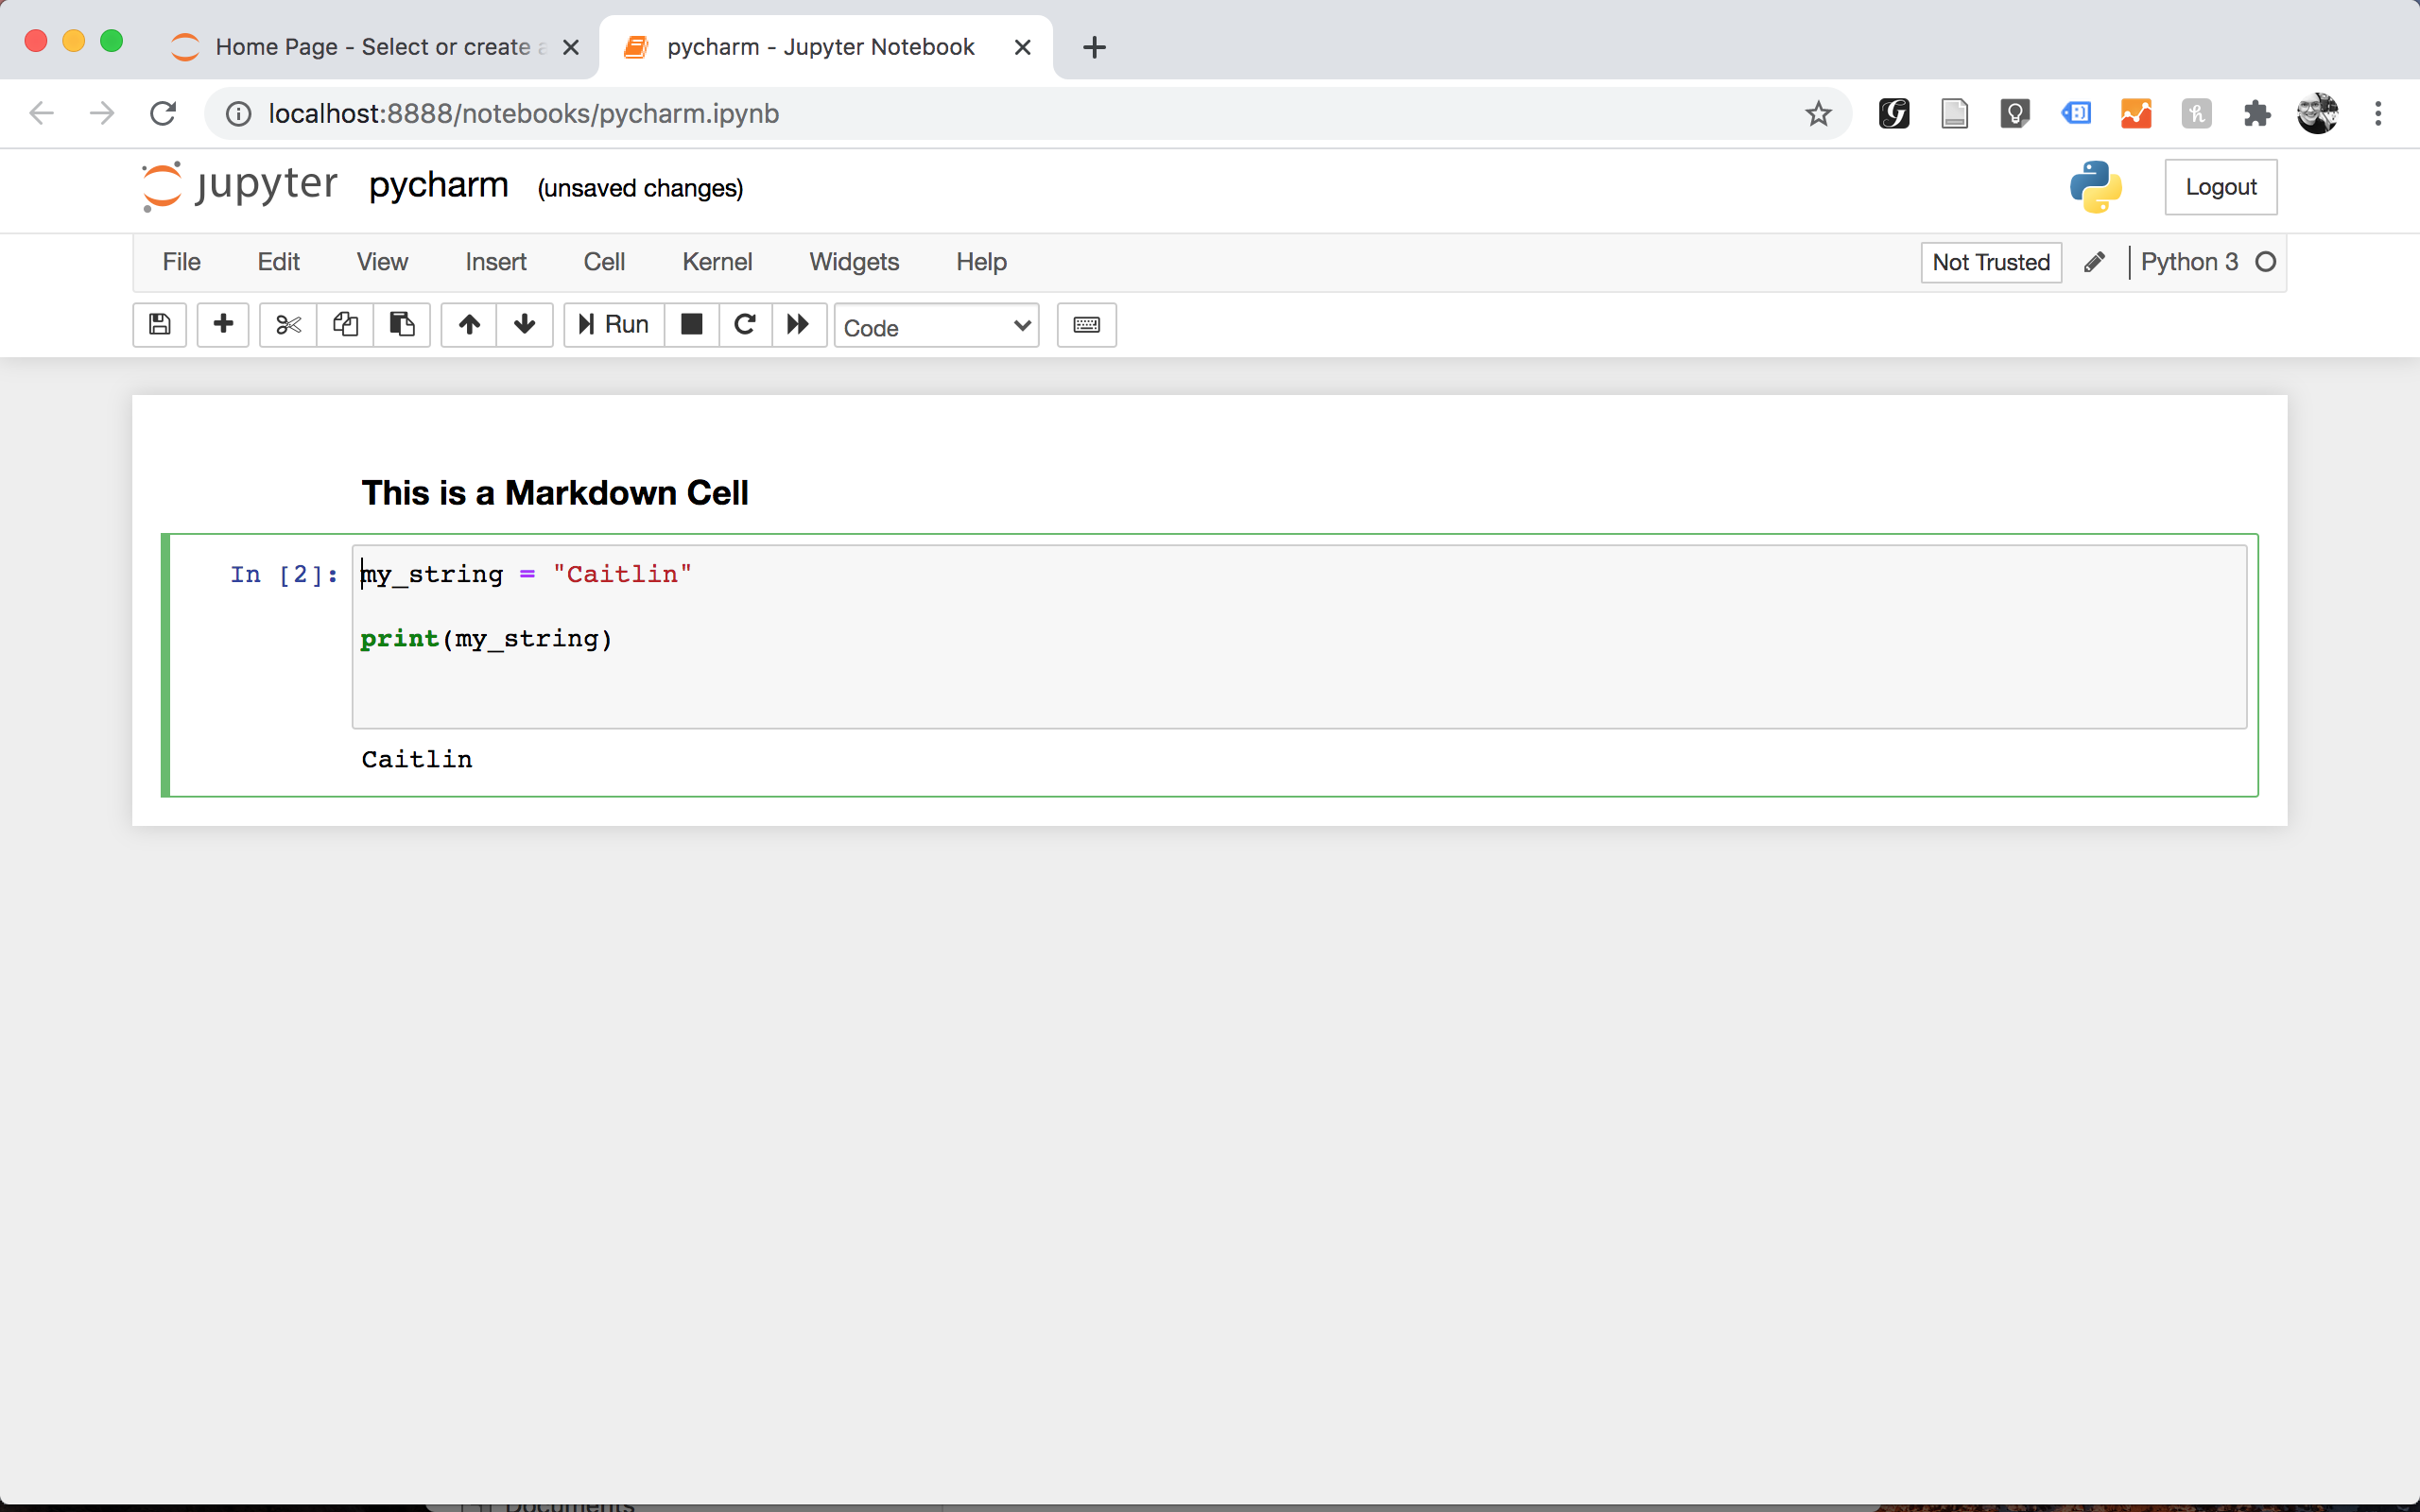 Home Page - Select or create a
pycharm - Jupyter Notebook
localhost:8888/notebooks/pycharm.ipynb
jupyter pycharm (unsaved changes)
Logout
File Edit View Insert Cell Kernel Widgets Help
Not Trusted
Python 3
Run
Code
This is a Markdown Cell
In [2]: my_string = "Caitlin"
print(my_string)
Caitlin
Documents